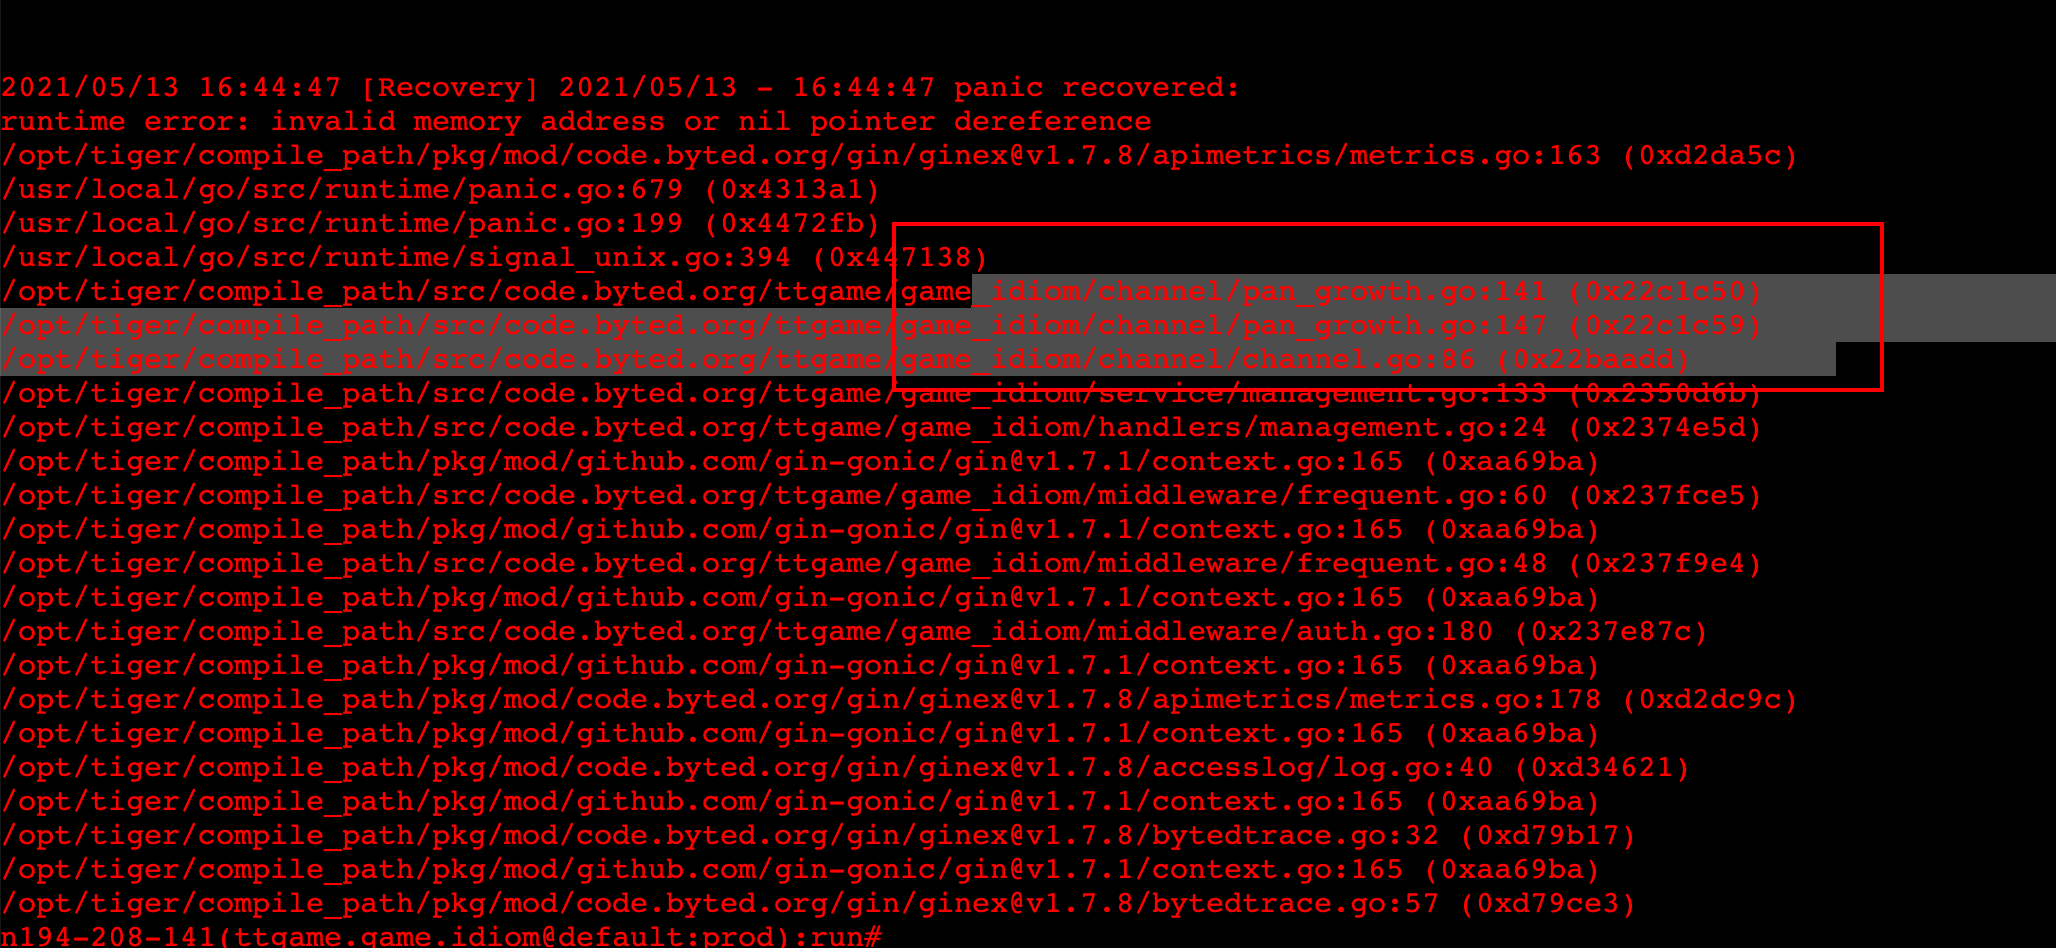 2021/05/13 16:44:47 [Recovery] 2021/05/13 - 16:44:47 panic recovered:
runtime error: invalid memory address or nil pointer dereference
/opt/tiger/compile_path/pkg/mod/code.byted.org/gin/ginex@v1.7.8/apimetrics/metrics.go:163 (0xd2da5c)
/usr/local/go/src/runtime/panic.go:679 (0x4313a1)
/usr/local/go/src/runtime/panic.go:199 (0x4472fb)
/usr/local/go/src/runtime/signal_unix.go:394 (0x447138)
/opt/tiger/compile_path/src/code.byted.org/ttgame/game_idiom/channel/pan_growth.go:141 (0x22c1c50)
/opt/tiger/compile_path/src/code.byted.org/ttgame/game_idiom/channel/pan_growth.go:147 (0x22c1c59)
/opt/tiger/compile_path/src/code.byted.org/ttgame/game_idiom/channel/channel.go:86 (0x22baadd)
/opt/tiger/compile_path/src/code.byted.org/ttgame/game_idiom/service/management.go:133 (0x2350d6b)
/opt/tiger/compile_path/src/code.byted.org/ttgame/game_idiom/handlers/management.go:24 (0x2374e5d)
/opt/tiger/compile_path/pkg/mod/github.com/gin-gonic/gin@v1.7.1/context.go:165 (0xaa69ba)
/opt/tiger/compile_path/src/code.byted.org/ttgame/game_idiom/middleware/frequent.go:60 (0x237fce5)
/opt/tiger/compile_path/pkg/mod/github.com/gin-gonic/gin@v1.7.1/context.go:165 (0xaa69ba)
/opt/tiger/compile_path/src/code.byted.org/ttgame/game_idiom/middleware/frequent.go:48 (0x237f9e4)
/opt/tiger/compile_path/pkg/mod/github.com/gin-gonic/gin@v1.7.1/context.go:165 (0xaa69ba)
/opt/tiger/compile_path/src/code.byted.org/ttgame/game_idiom/middleware/auth.go:180 (0x237e87c)
/opt/tiger/compile_path/pkg/mod/github.com/gin-gonic/gin@v1.7.1/context.go:165 (0xaa69ba)
/opt/tiger/compile_path/pkg/mod/code.byted.org/gin/ginex@v1.7.8/apimetrics/metrics.go:178 (0xd2dc9c)
/opt/tiger/compile_path/pkg/mod/github.com/gin-gonic/gin@v1.7.1/context.go:165 (0xaa69ba)
/opt/tiger/compile_path/pkg/mod/code.byted.org/gin/ginex@v1.7.8/accesslog/log.go:40 (0xd34621)
/opt/tiger/compile_path/pkg/mod/github.com/gin-gonic/gin@v1.7.1/context.go:165 (0xaa69ba)
/opt/tiger/compile_path/pkg/mod/code.byted.org/gin/ginex@v1.7.8/bytedtrace.go:32 (0xd79b17)
/opt/tiger/compile_path/pkg/mod/github.com/gin-gonic/gin@v1.7.1/context.go:165 (0xaa69ba)
/opt/tiger/compile_path/pkg/mod/code.byted.org/gin/ginex@v1.7.8/bytedtrace.go:57 (0xd79ce3)
n194-208-141(ttgame.game.idiom@default:prod):run#